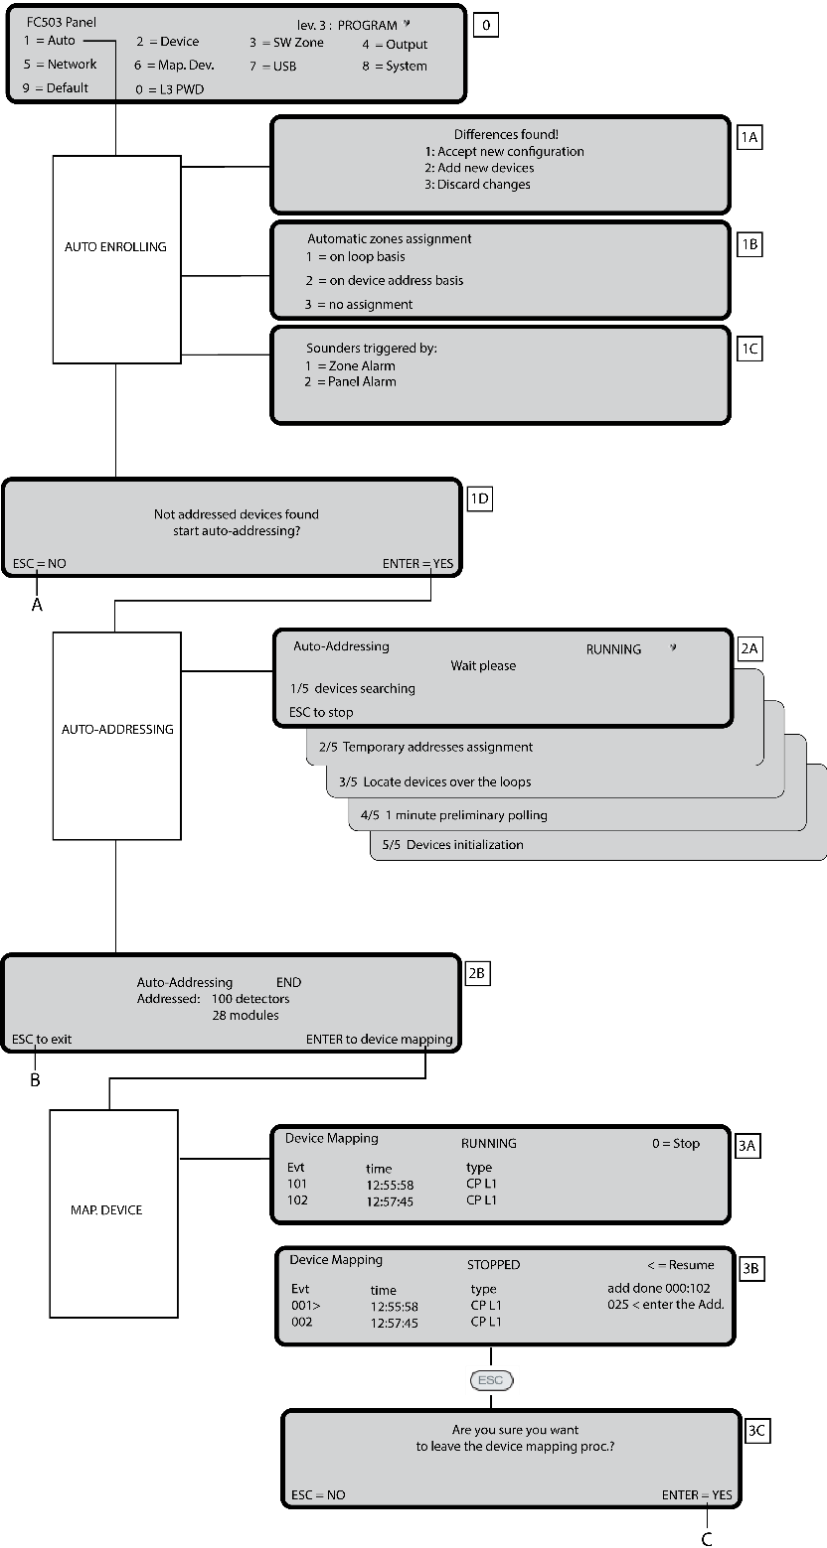 FC503 Panel lev. 3 : PROGRAM 0
1 = Auto 2 = Device 3 = SW Zone 4 = Output
5 = Network 6 = Map. Dev. 7 = USB 8 = System
9 = Default 0 = L3 PWD
Differences found! 1A
1: Accept new configuration
2: Add new devices
3: Discard changes
AUTO ENROLLING
Automatic zones assignment 1B
1 = on loop basis
2 = on device address basis
3 = no assignment
Sounders triggered by: 1C
1 = Zone Alarm
2 = Panel Alarm
1D
Not addressed devices found
start auto-addressing?
ESC = NO ENTER = YES
A
Auto-Addressing RUNNING 2A
Wait please
1/5 devices searching
ESC to stop
AUTO-ADDRESSING
2/5 Temporary addresses assignment
3/5 Locate devices over the loops
4/5 1 minute preliminary polling
5/5 Devices initialization
2B
Auto-Addressing END
Addressed: 100 detectors
28 modules
ESC to exit ENTER to device mapping
B
Device Mapping RUNNING 0 = Stop 3A
Evt time type
101 12:55:58 CP L1
102 12:57:45 CP L1
MAP. DEVICE
Device Mapping STOPPED < = Resume 3B
Evt time type add done 000:102
001> 12:55:58 CP L1 025 < enter the Add.
002 12:57:45 CP L1
ESC
Are you sure you want 3C
to leave the device mapping proc.?
ESC = NO ENTER = YES
C